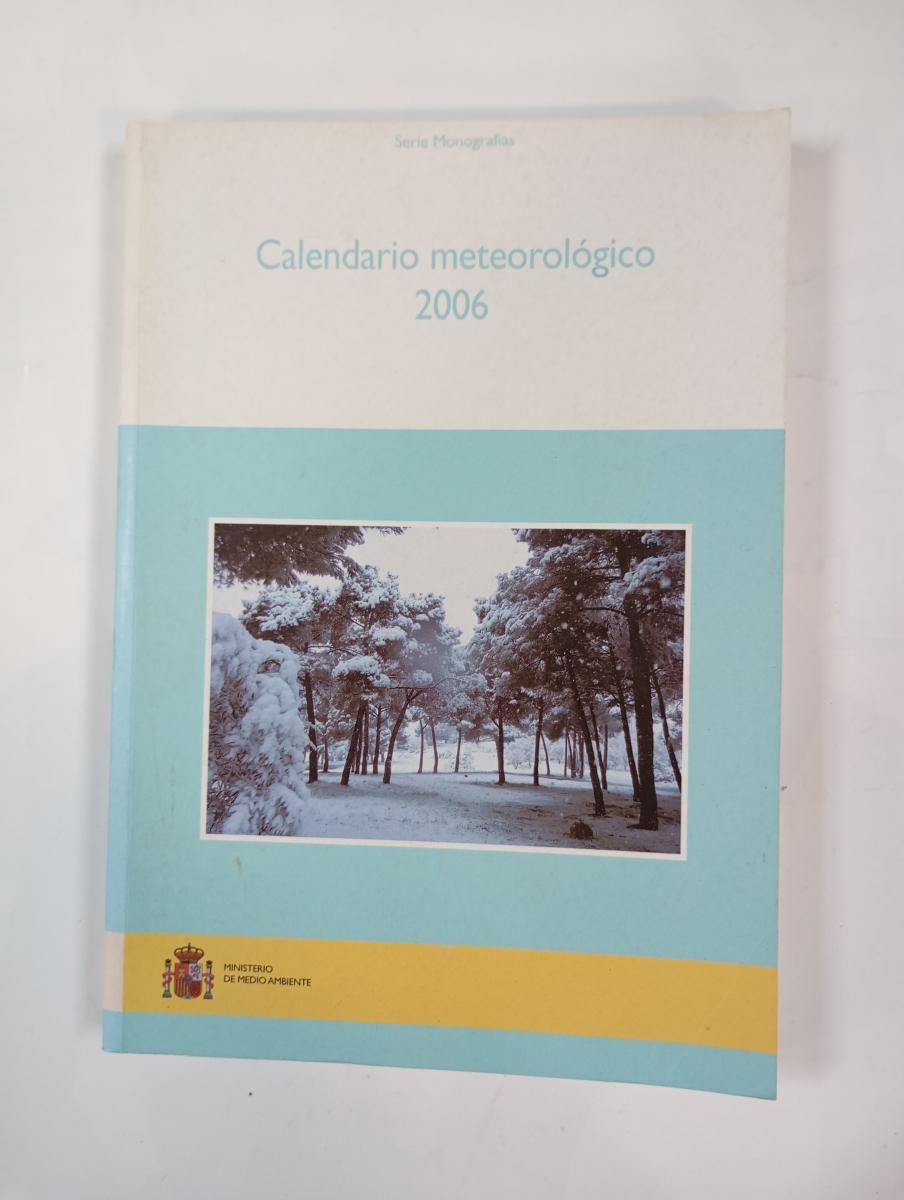 Serie Monografías
Calendario meteorológico
2006
MINISTERIO
DE MEDIO AMBIENTE